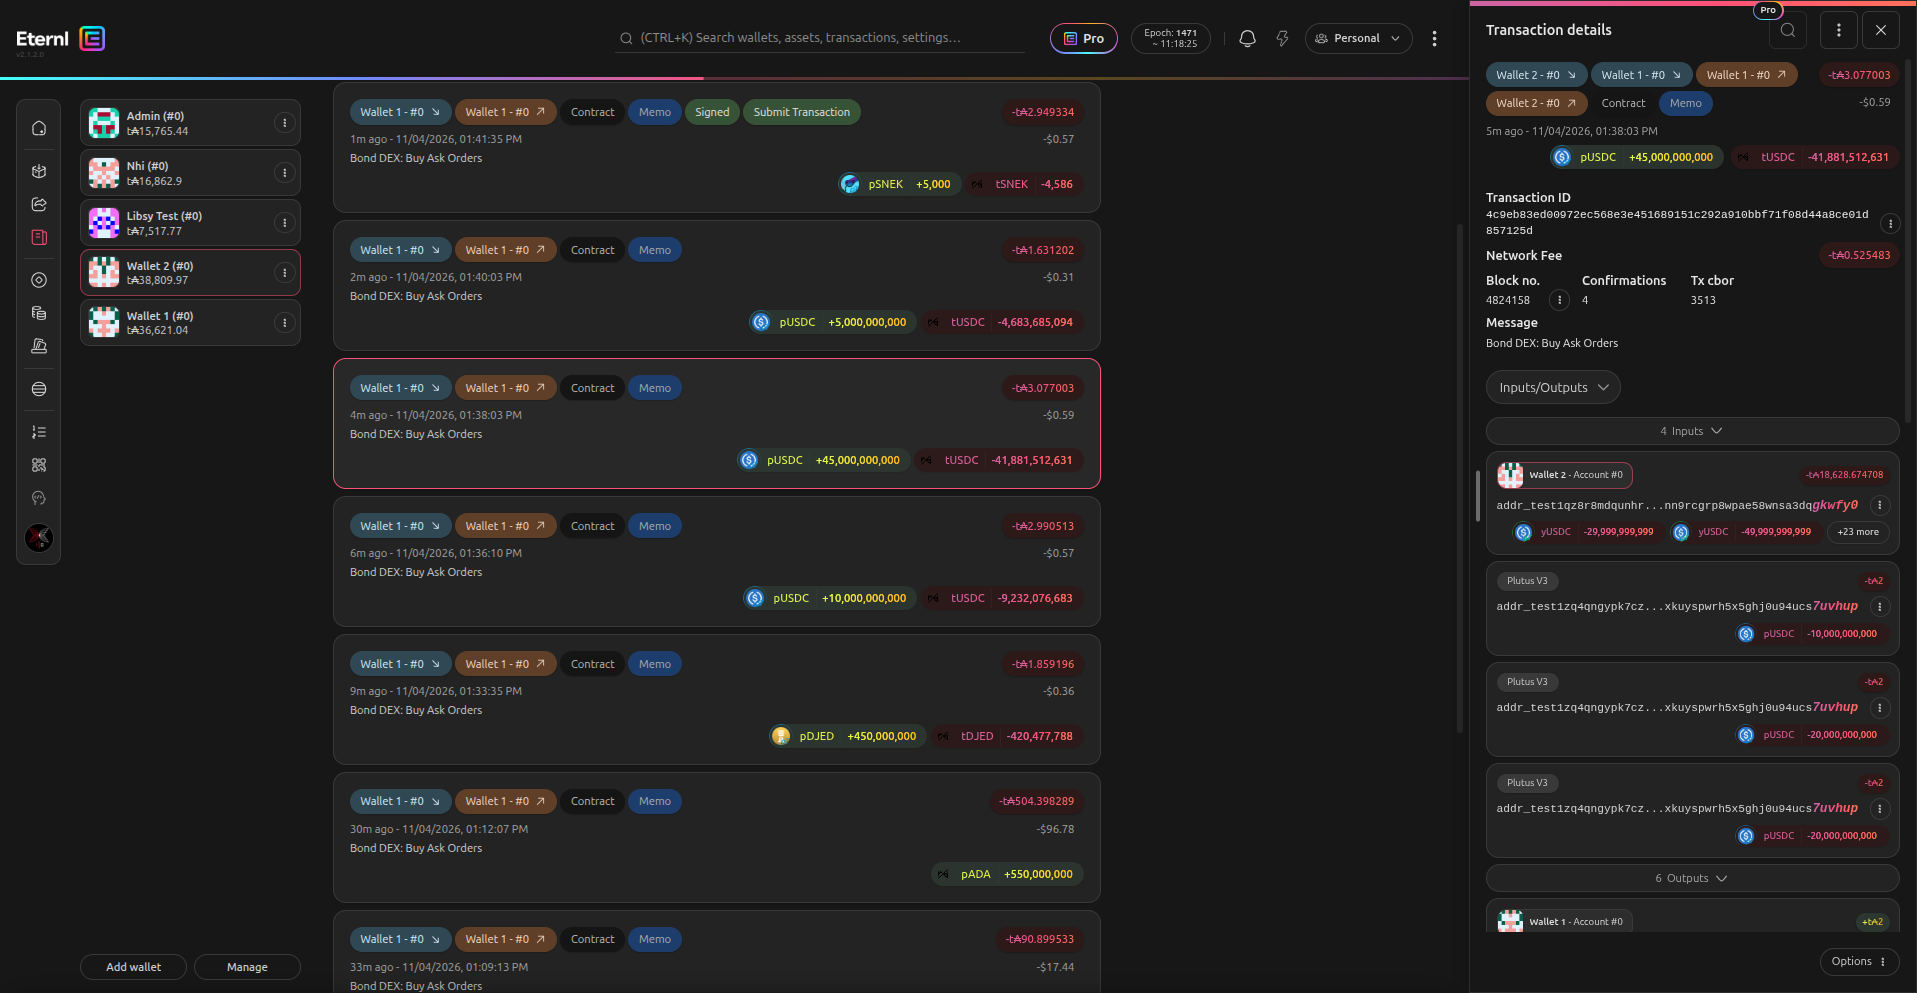 Eternl
v2.1.2.0
(CTRL+K) Search wallets, assets, transactions, settings...
Pro
Epoch: 1471
~ 11:18:25
Personal
Admin (#0)
t₳15,765.44
Nhi (#0)
t₳16,862.9
Libsy Test (#0)
t₳7,517.77
Wallet 2 (#0)
t₳38,809.97
Wallet 1 (#0)
t₳36,621.04
Add wallet
Manage
Wallet 1 - #0 ↘ Wallet 1 - #0 ↗ Contract Memo Signed Submit Transaction -t₳2.949334
1m ago - 11/04/2026, 01:41:35 PM -$0.57
Bond DEX: Buy Ask Orders
pSNEK +5,000 tSNEK -4,586
Wallet 1 - #0 ↘ Wallet 1 - #0 ↗ Contract Memo -t₳1.631202
2m ago - 11/04/2026, 01:40:03 PM -$0.31
Bond DEX: Buy Ask Orders
pUSDC +5,000,000,000 tUSDC -4,683,685,094
Wallet 1 - #0 ↘ Wallet 1 - #0 ↗ Contract Memo -t₳3.077003
4m ago - 11/04/2026, 01:38:03 PM -$0.59
Bond DEX: Buy Ask Orders
pUSDC +45,000,000,000 tUSDC -41,881,512,631
Wallet 1 - #0 ↘ Wallet 1 - #0 ↗ Contract Memo -t₳2.990513
6m ago - 11/04/2026, 01:36:10 PM -$0.57
Bond DEX: Buy Ask Orders
pUSDC +10,000,000,000 tUSDC -9,232,076,683
Wallet 1 - #0 ↘ Wallet 1 - #0 ↗ Contract Memo -t₳1.859196
9m ago - 11/04/2026, 01:33:35 PM -$0.36
Bond DEX: Buy Ask Orders
pDJED +450,000,000 tDJED -420,477,788
Wallet 1 - #0 ↘ Wallet 1 - #0 ↗ Contract Memo -t₳504.398289
30m ago - 11/04/2026, 01:12:07 PM -$96.78
Bond DEX: Buy Ask Orders
pADA +550,000,000
Wallet 1 - #0 ↘ Wallet 1 - #0 ↗ Contract Memo -t₳90.899533
33m ago - 11/04/2026, 01:09:13 PM -$17.44
Bond DEX: Buy Ask Orders
Pro
Transaction details
Wallet 2 - #0 ↘ Wallet 1 - #0 ↘ Wallet 1 - #0 ↗ -t₳3.077003
Wallet 2 - #0 ↗ Contract Memo -$0.59
5m ago - 11/04/2026, 01:38:03 PM
pUSDC +45,000,000,000 tUSDC -41,881,512,631
Transaction ID
4c9eb83ed00972ec568e3e451689151c292a910bbf71f08d44a8ce01d
857125d
Network Fee -t₳0.525483
Block no. Confirmations Tx cbor
4824158 4 3513
Message
Bond DEX: Buy Ask Orders
Inputs/Outputs
4 Inputs
Wallet 2 - Account #0 -t₳18,628.674708
addr_test1qz8r8mdqunhr...nn9rcgrp8wpae58wnsa3dqgkwfy0
yUSDC -29,999,999,999 yUSDC -49,999,999,999 +23 more
Plutus V3 -t₳2
addr_test1zq4qngypk7cz...xkuyspwrh5x5ghj0u94ucs7uvhup
pUSDC -10,000,000,000
Plutus V3 -t₳2
addr_test1zq4qngypk7cz...xkuyspwrh5x5ghj0u94ucs7uvhup
pUSDC -20,000,000,000
Plutus V3 -t₳2
addr_test1zq4qngypk7cz...xkuyspwrh5x5ghj0u94ucs7uvhup
pUSDC -20,000,000,000
6 Outputs
Wallet 1 - Account #0 +t₳2
Options